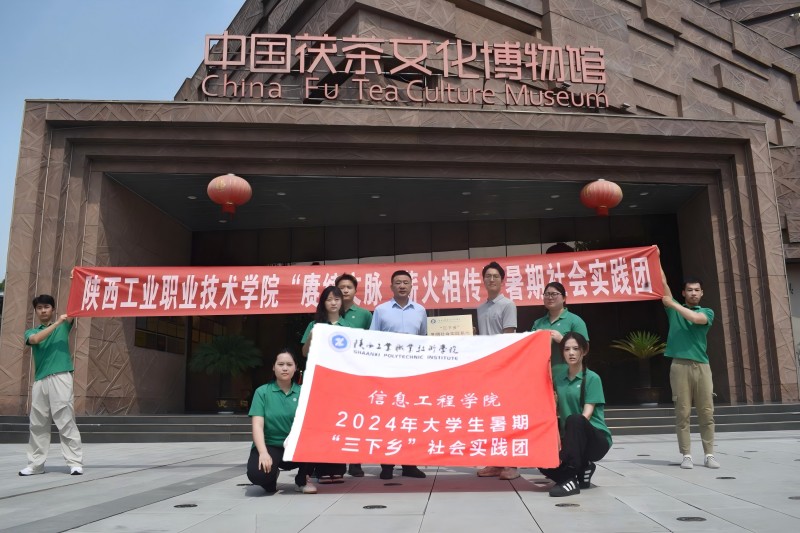 中国茯茶文化博物馆
China Fu Tea Culture Museum
陕西工业职业技术学院“赓续文脉 薪火相传”暑期社会实践团
陕西工业职业技术学院
SHAANXI POLYTECHNIC INSTITUTE
信息工程学院
2024年大学生暑期
“三下乡”社会实践团